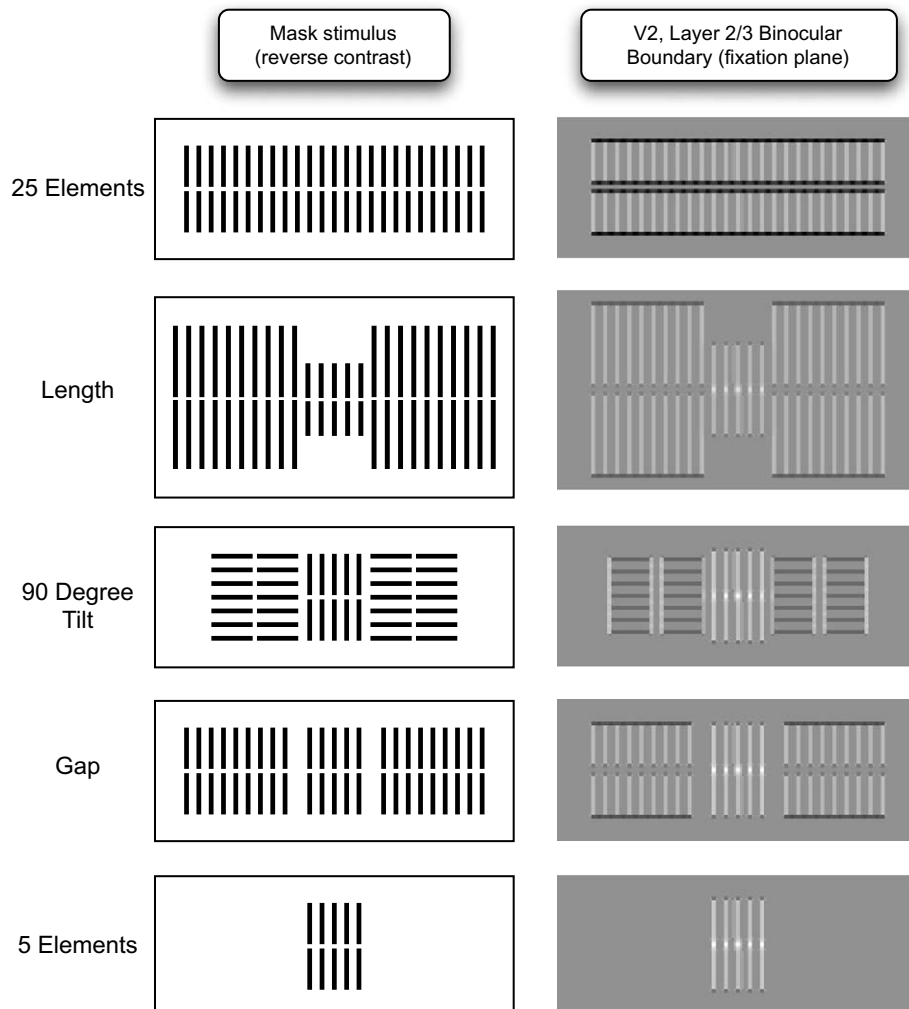 Mask stimulus
(reverse contrast)
V2, Layer 2/3 Binocular
Boundary (fixation plane)
25 Elements
Length
90 Degree
Tilt
Gap
5 Elements